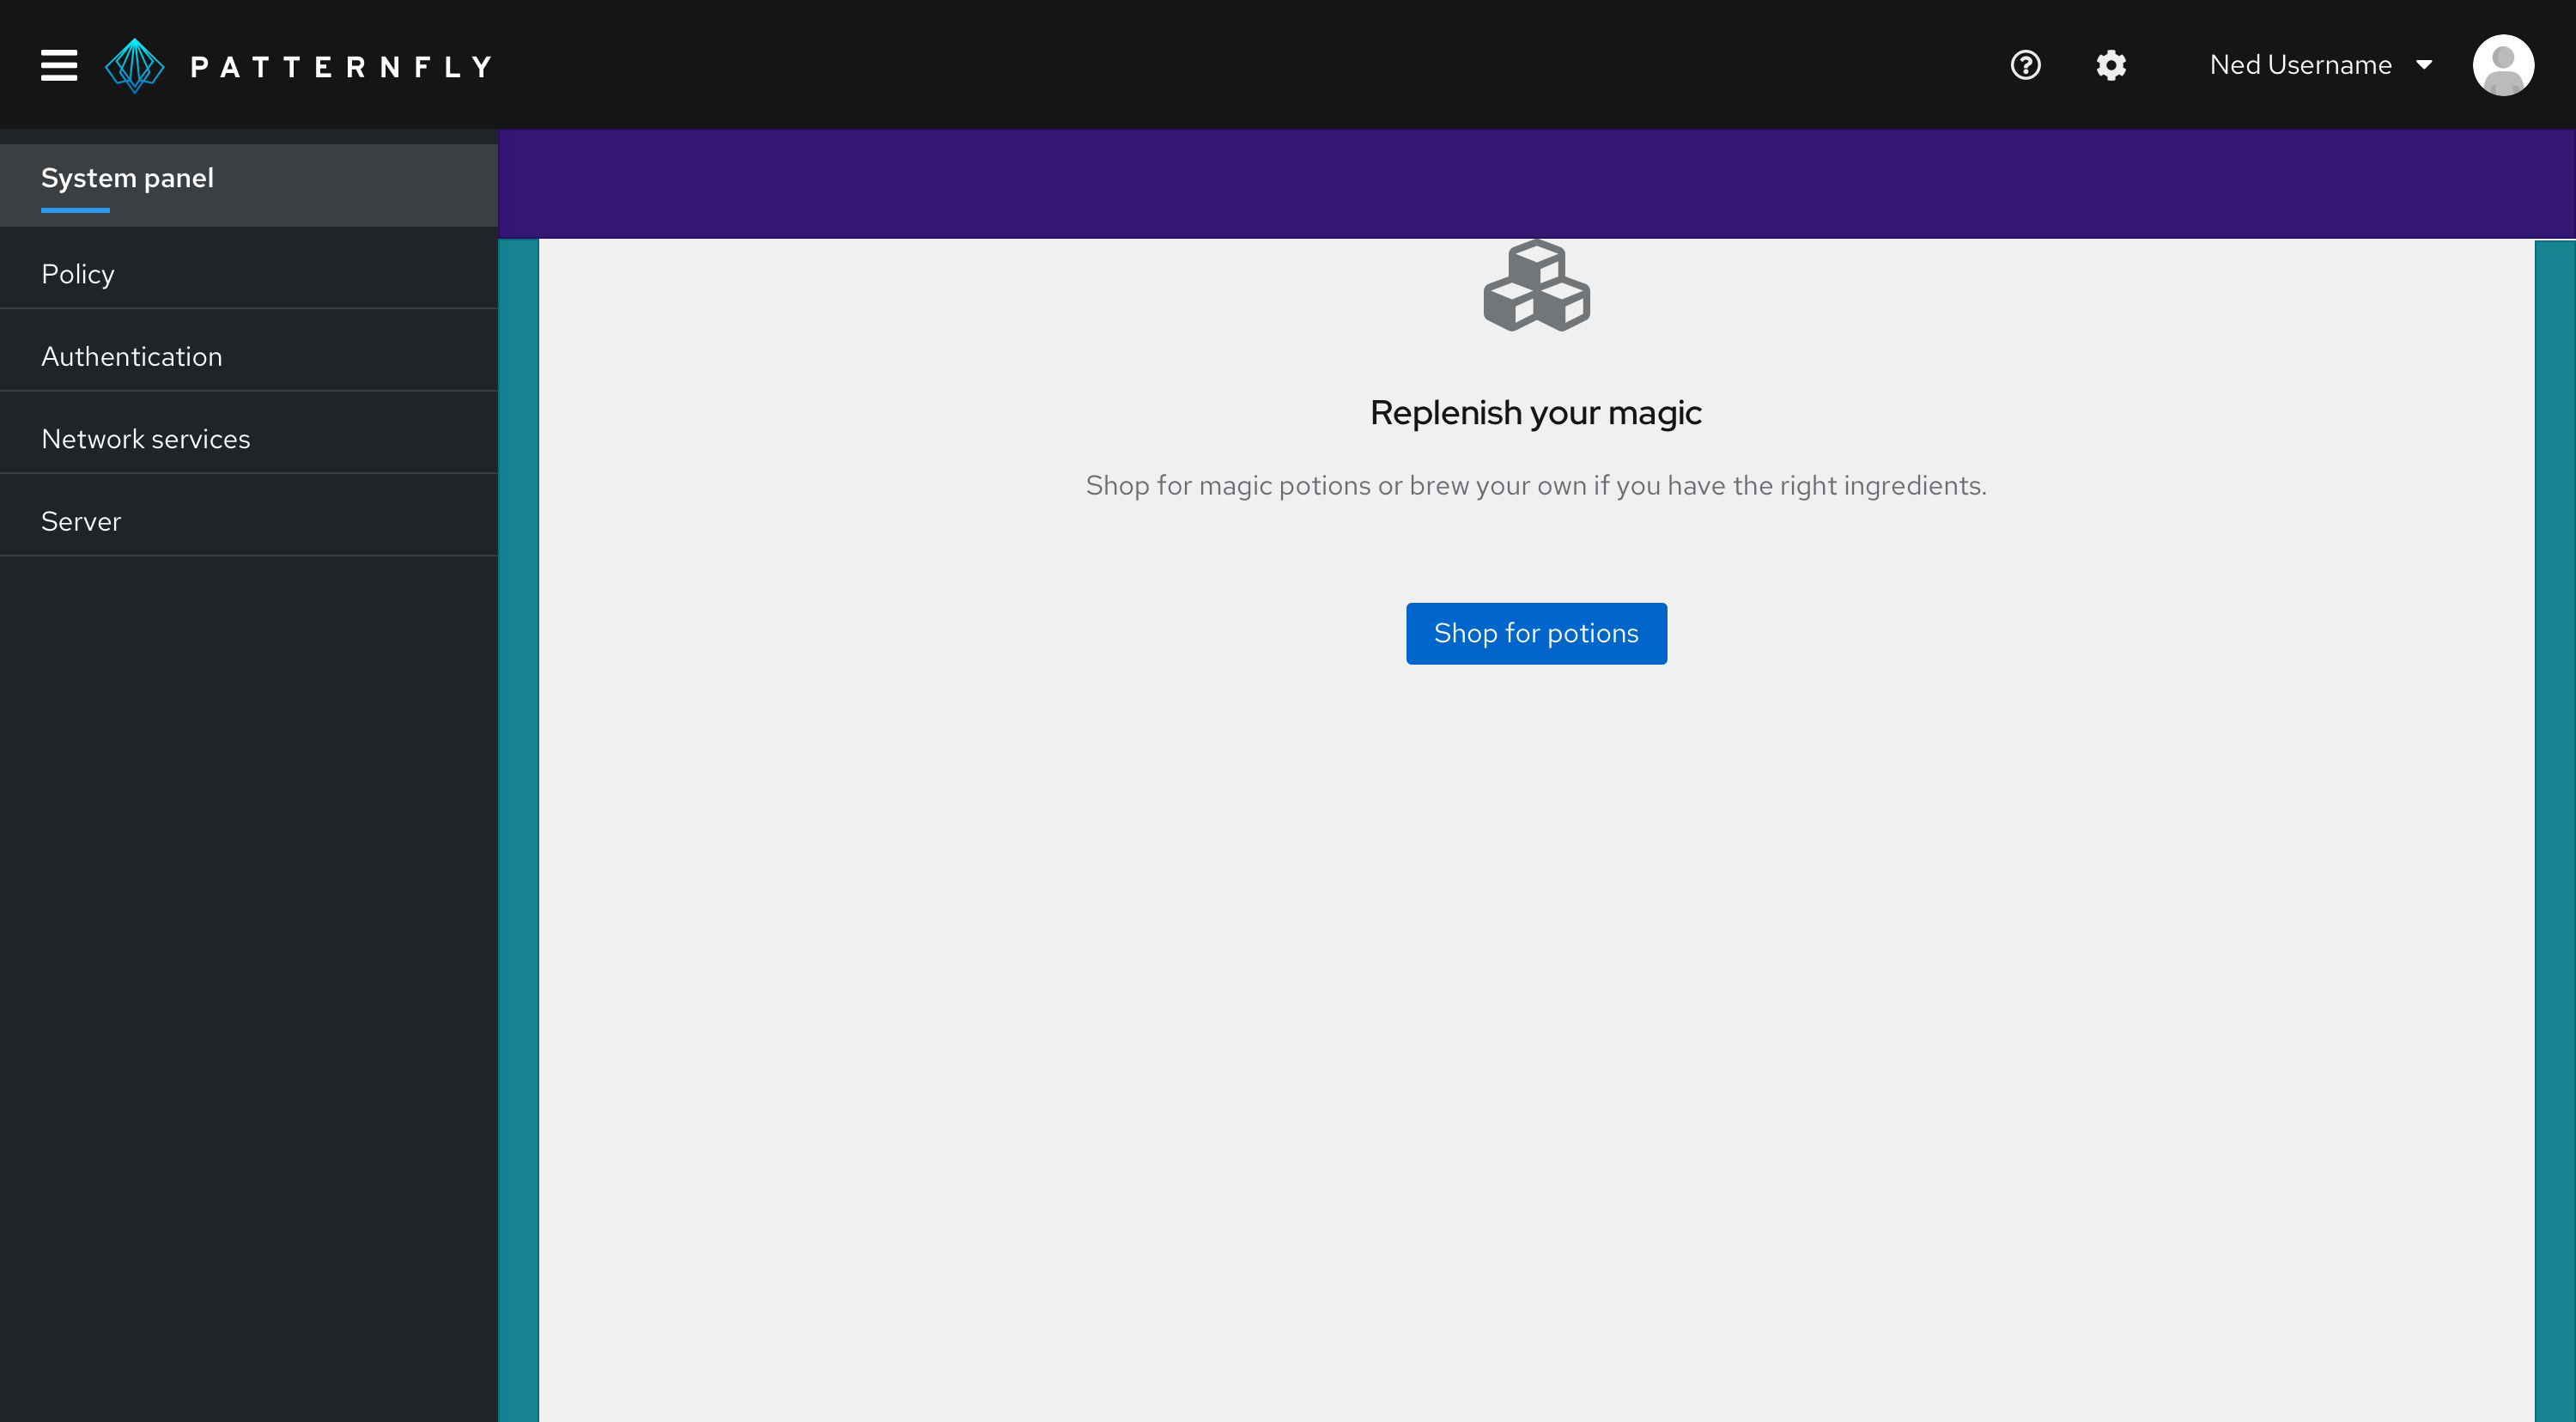 PATTERNFLY
Ned Username
System panel
Policy
Authentication
Network services
Server
Replenish your magic
Shop for magic potions or brew your own if you have the right ingredients.
Shop for potions